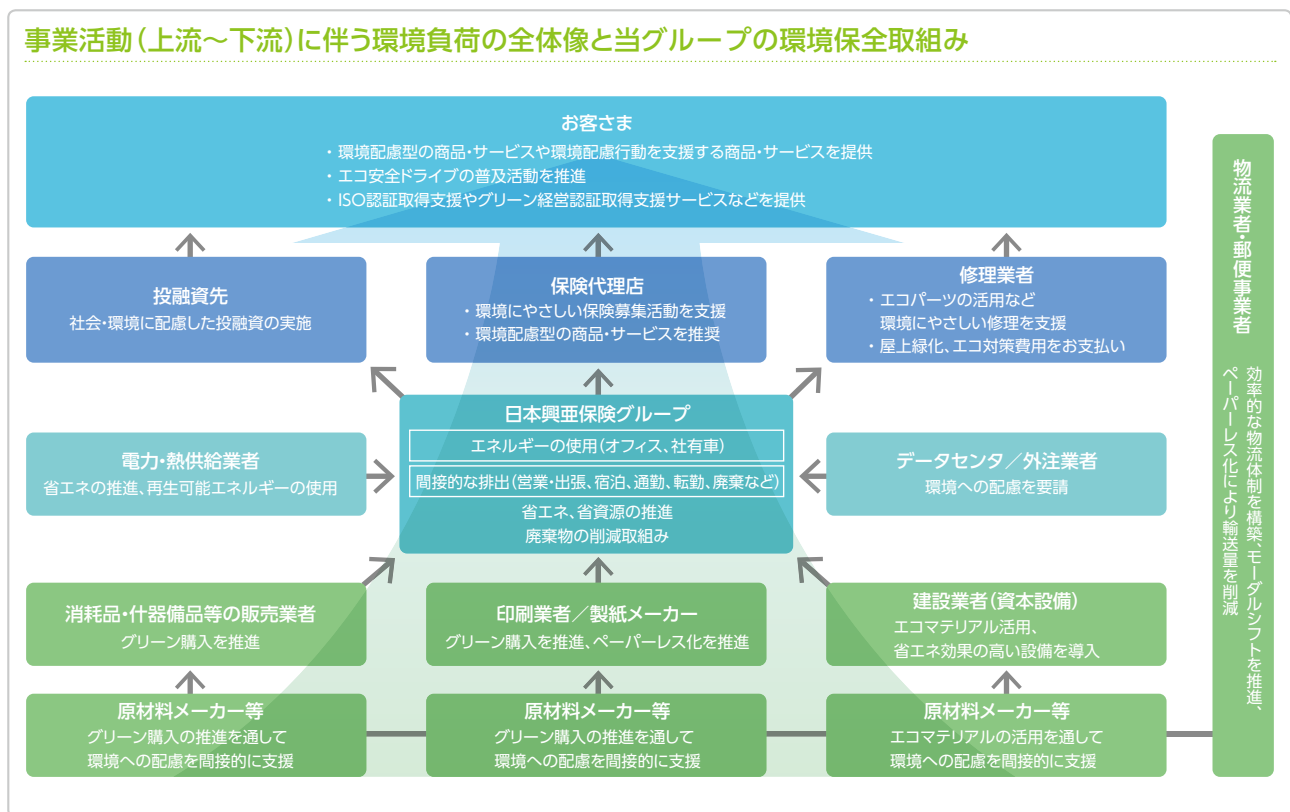 事業活動(上流～下流)に伴う環境負荷の全体像と当グループの環境保全取組み
お客さま
・環境配慮型の商品・サービスや環境配慮行動を支援する商品・サービスを提供
・エコ安全ドライブの普及活動を推進
・ISO認証取得支援やグリーン経営認証取得支援サービスなどを提供
投融資先
社会・環境に配慮した投融資の実施
保険代理店
・環境にやさしい保険募集活動を支援
・環境配慮型の商品・サービスを推奨
修理業者
・エコパーツの活用など
環境にやさしい修理を支援
・屋上緑化、エコ対策費用をお支払い
日本興亜保険グループ
エネルギーの使用(オフィス、社有車)
間接的な排出(営業・出張、宿泊、通勤、転勤、廃棄など)
省エネ、省資源の推進
廃棄物の削減取組み
電力・熱供給業者
省エネの推進、再生可能エネルギーの使用
データセンタ／外注業者
環境への配慮を要請
消耗品・什器備品等の販売業者
グリーン購入を推進
印刷業者／製紙メーカー
グリーン購入を推進、ペーパーレス化を推進
建設業者(資本設備)
エコマテリアル活用、
省エネ効果の高い設備を導入
原材料メーカー等
グリーン購入の推進を通して
環境への配慮を間接的に支援
原材料メーカー等
グリーン購入の推進を通して
環境への配慮を間接的に支援
原材料メーカー等
エコマテリアルの活用を通して
環境への配慮を間接的に支援
物流業者・郵便事業者
効率的な物流体制を構築、モーダルシフトを推進、
ペーパーレス化により輸送量を削減